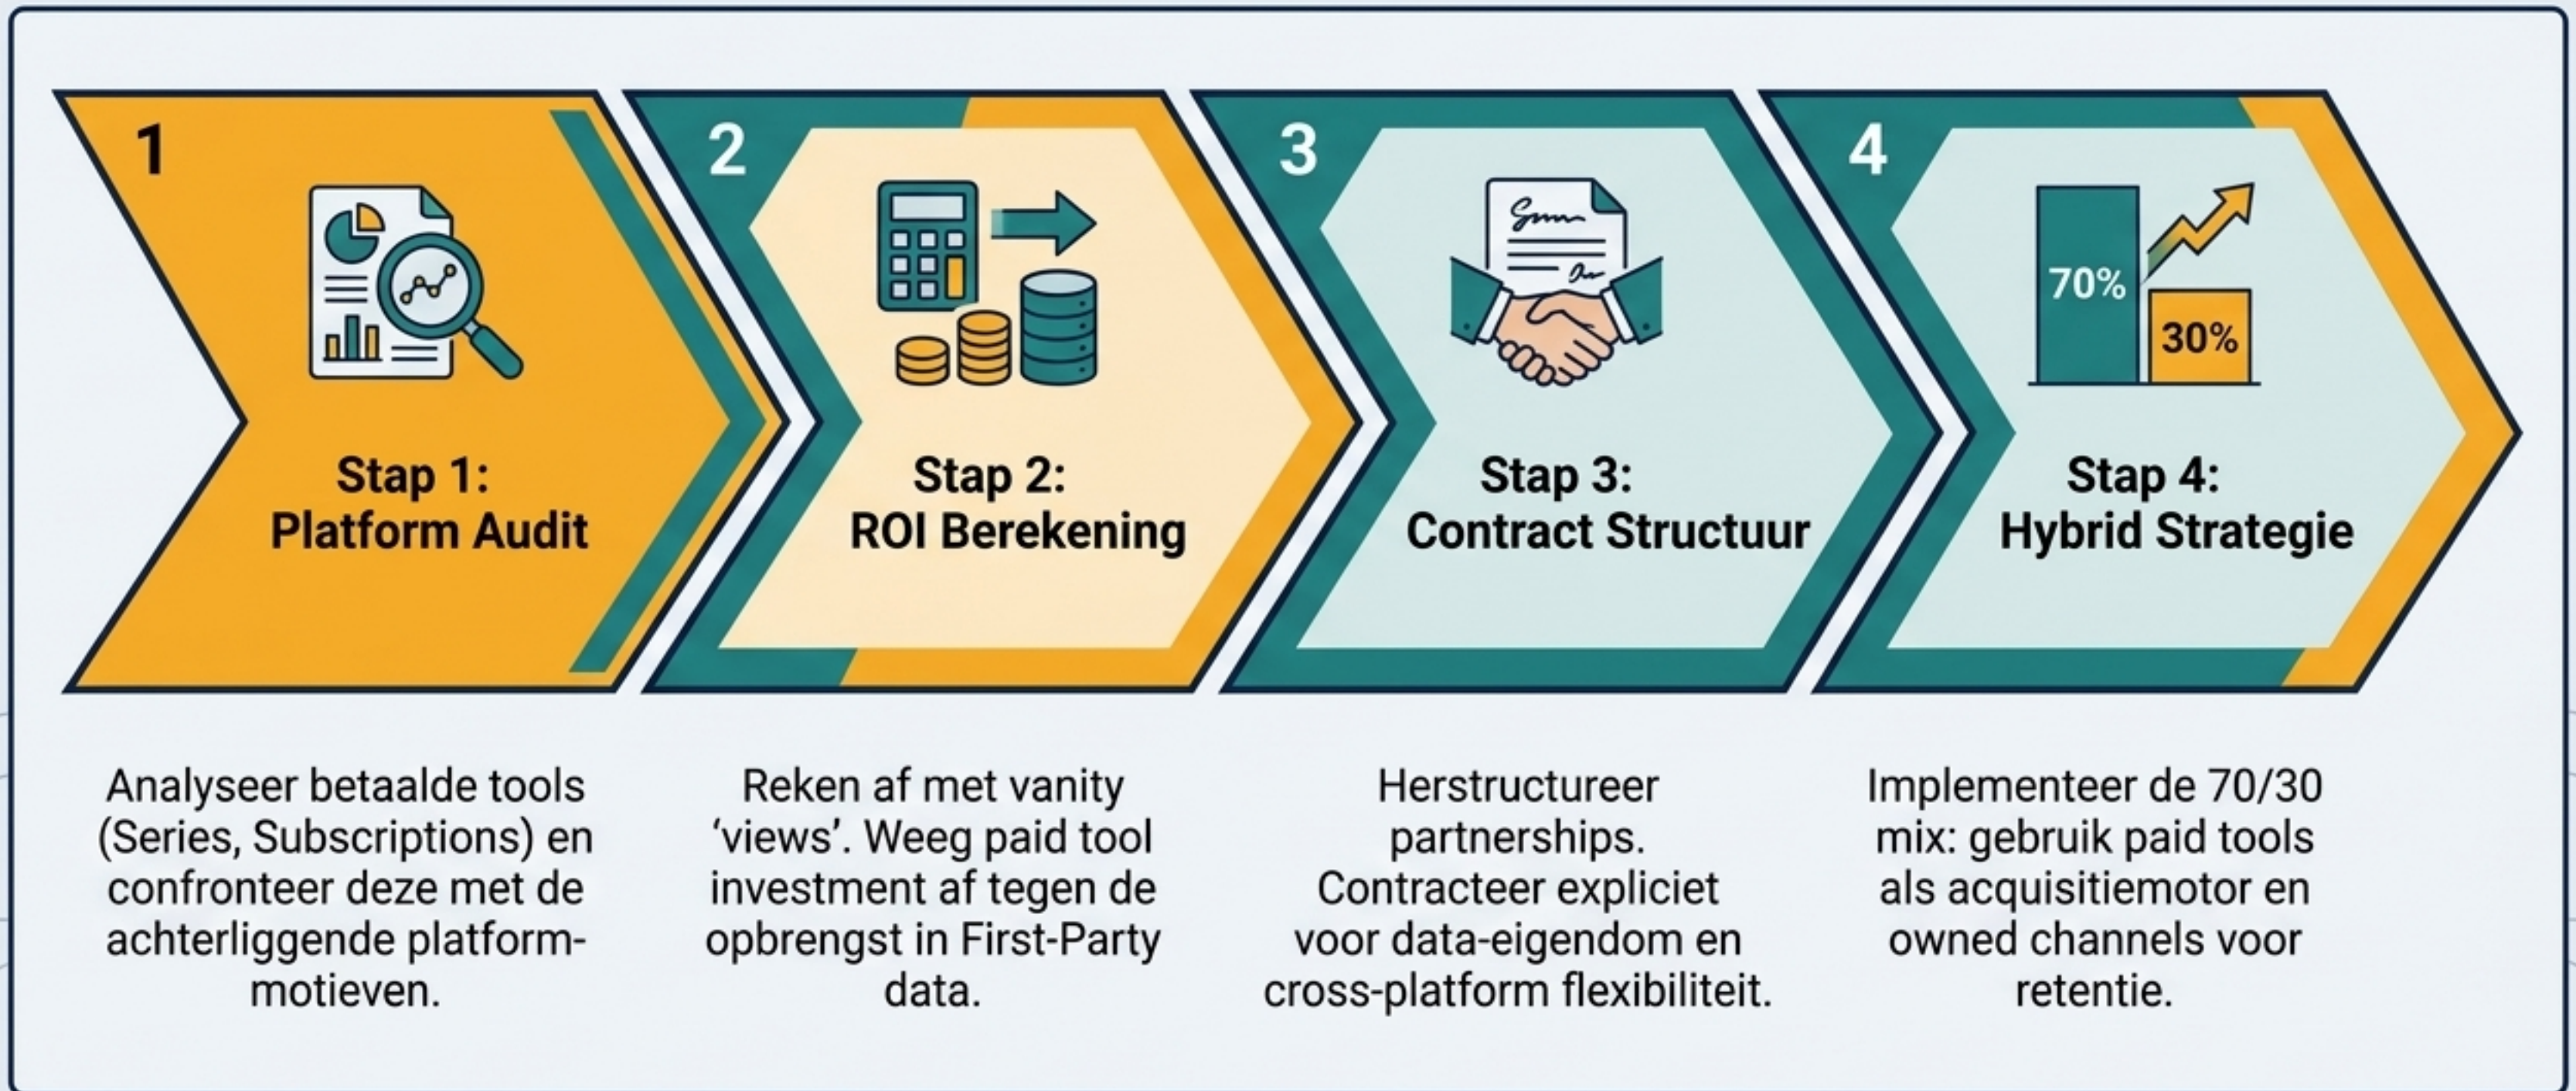 1
Stap 1:
Platform Audit
Analyseer betaalde tools
(Series, Subscriptions) en
confronteer deze met de
achterliggende platform-
motieven.
2
Stap 2:
ROI Berekening
Reken af met vanity
‘views’. Weeg paid tool
investment af tegen de
opbrengst in First-Party
data.
3
Stap 3:
Contract Structuur
Herstructureer
partnerships.
Contracteer expliciet
voor data-eigendom en
cross-platform flexibiliteit.
4
70%
30%
Stap 4:
Hybrid Strategie
Implementeer de 70/30
mix: gebruik paid tools
als acquisitiemotor en
owned channels voor
retentie.